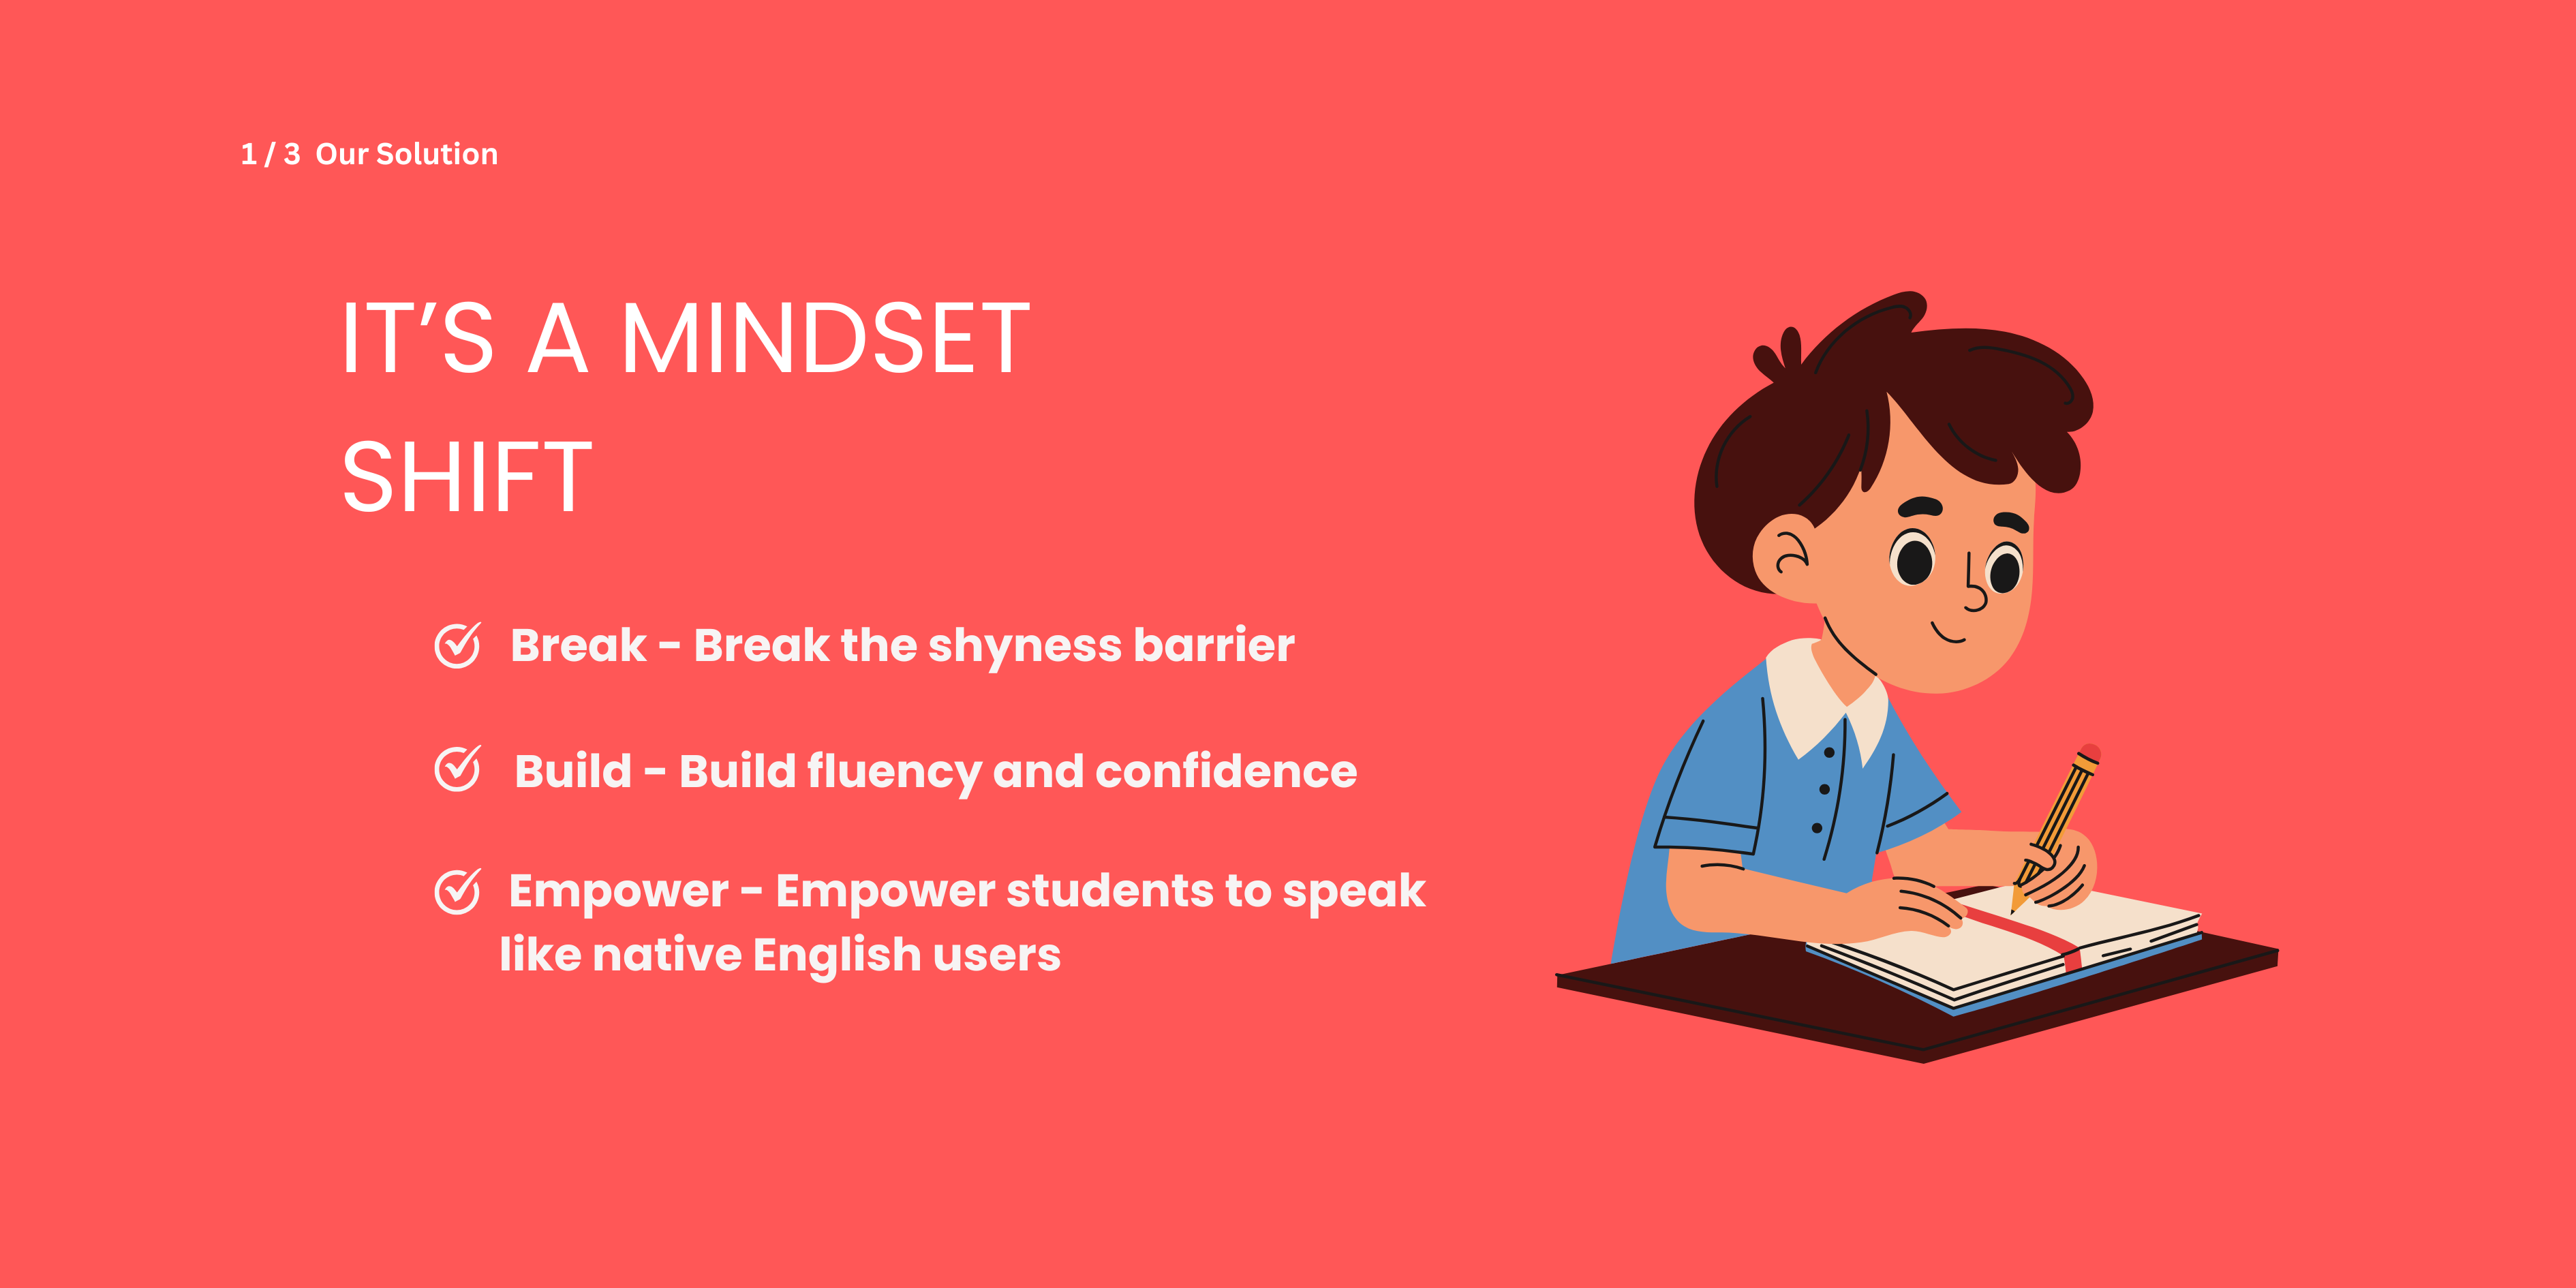 1 / 3 Our Solution
IT’S A MINDSET
SHIFT
Break - Break the shyness barrier
Build - Build fluency and confidence
Empower - Empower students to speak
like native English users